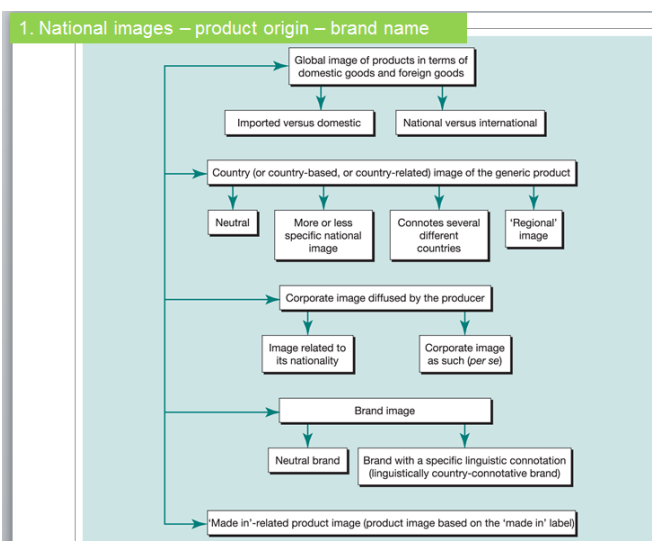 1. National images – product origin – brand name
Global image of products in terms of
domestic goods and foreign goods
Imported versus domestic
National versus international
Country (or country-based, or country-related) image of the generic product
Neutral
More or less
specific national
image
Connotes several
different
countries
‘Regional’
image
Corporate image diffused by the producer
Image related to
its nationality
Corporate image
as such (per se)
Brand image
Neutral brand
Brand with a specific linguistic connotation
(linguistically country-connotative brand)
‘Made in’-related product image (product image based on the ‘made in’ label)